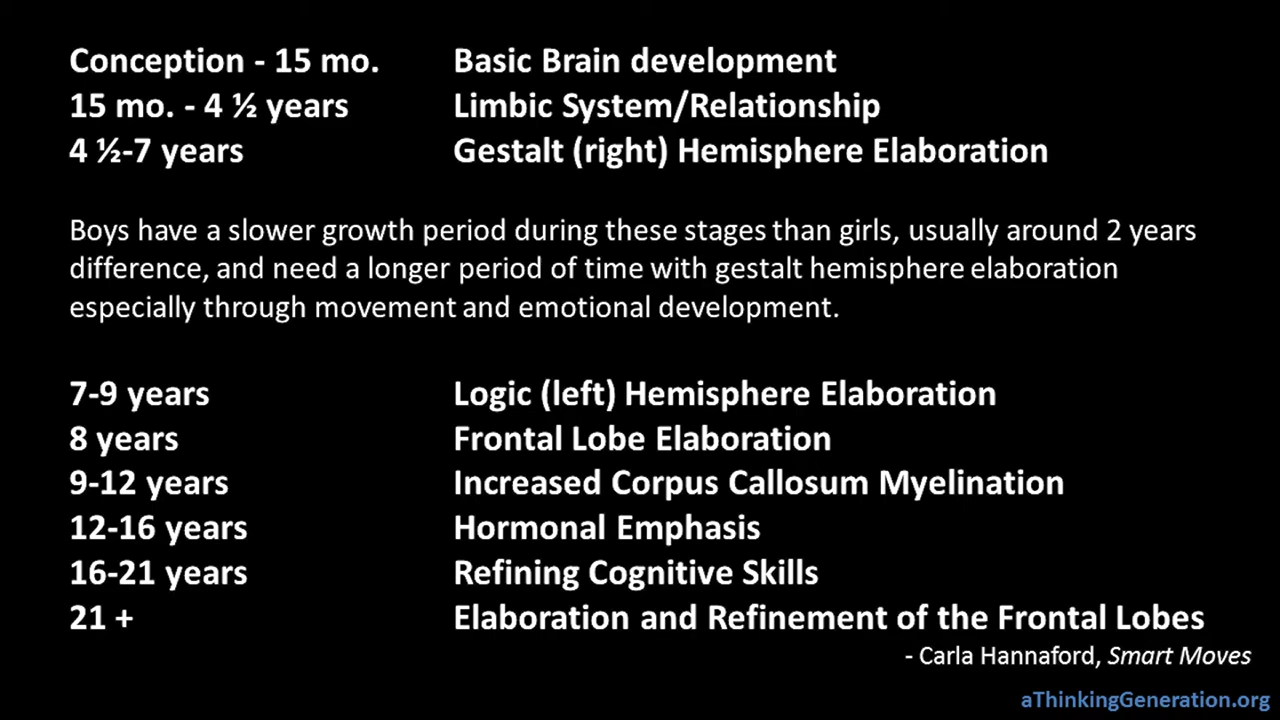 Conception - 15 mo. Basic Brain development
15 mo. - 4 ½ years Limbic System/Relationship
4 ½-7 years Gestalt (right) Hemisphere Elaboration
Boys have a slower growth period during these stages than girls, usually around 2 years
difference, and need a longer period of time with gestalt hemisphere elaboration
especially through movement and emotional development.
7-9 years Logic (left) Hemisphere Elaboration
8 years Frontal Lobe Elaboration
9-12 years Increased Corpus Callosum Myelination
12-16 years Hormonal Emphasis
16-21 years Refining Cognitive Skills
21 + Elaboration and Refinement of the Frontal Lobes
- Carla Hannaford, Smart Moves
aThinkingGeneration.org